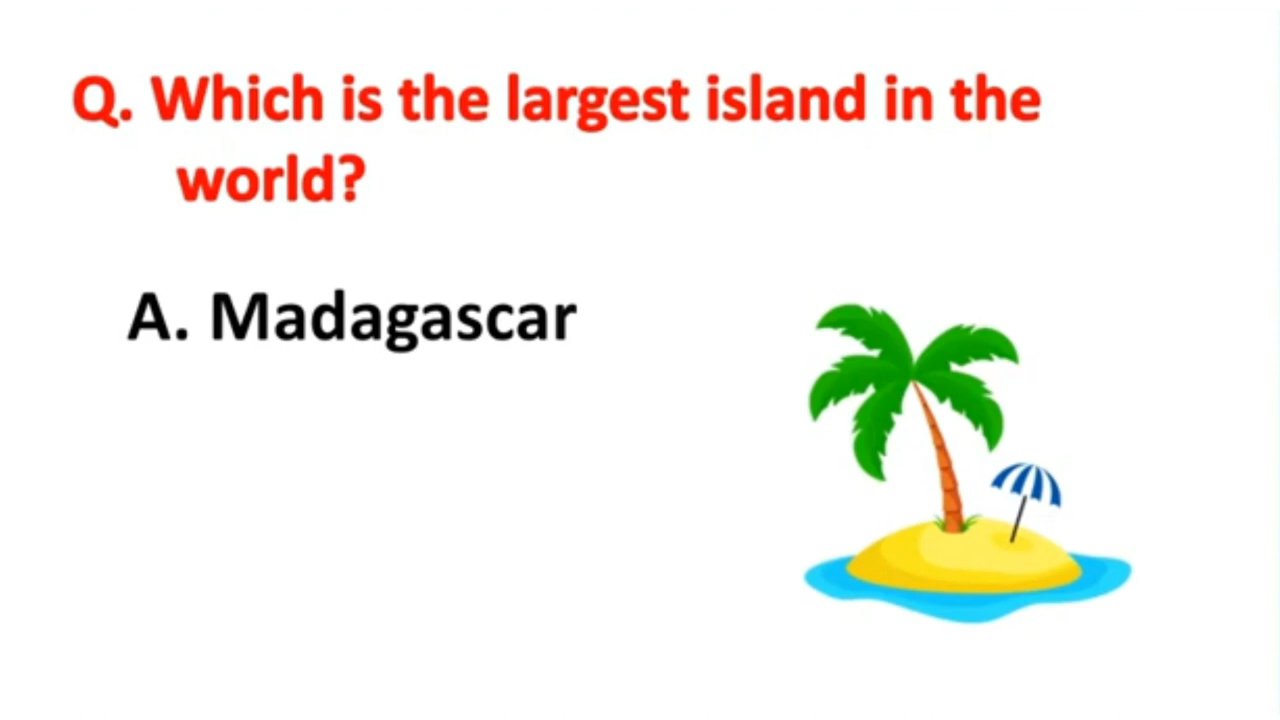 Q. Which is the largest island in the
world?
A. Madagascar